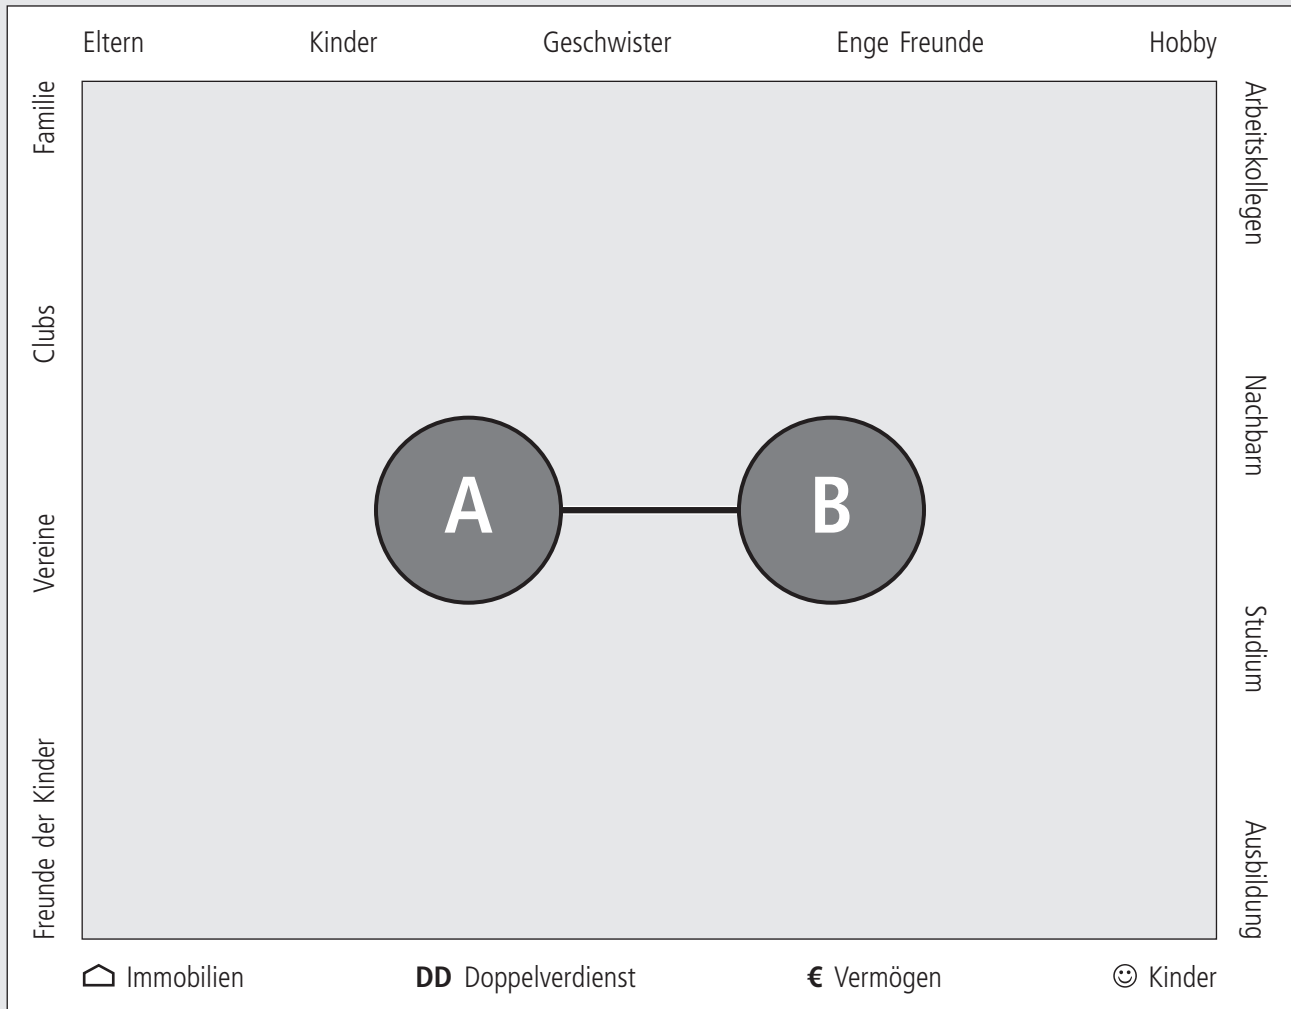 Eltern Kinder Geschwister Enge Freunde Hobby
Familie
Clubs
Vereine
Freunde der Kinder
A B
Arbeitskollegen
Nachbarn
Studium
Ausbildung
Immobilien DD Doppelverdienst € Vermögen ☺ Kinder